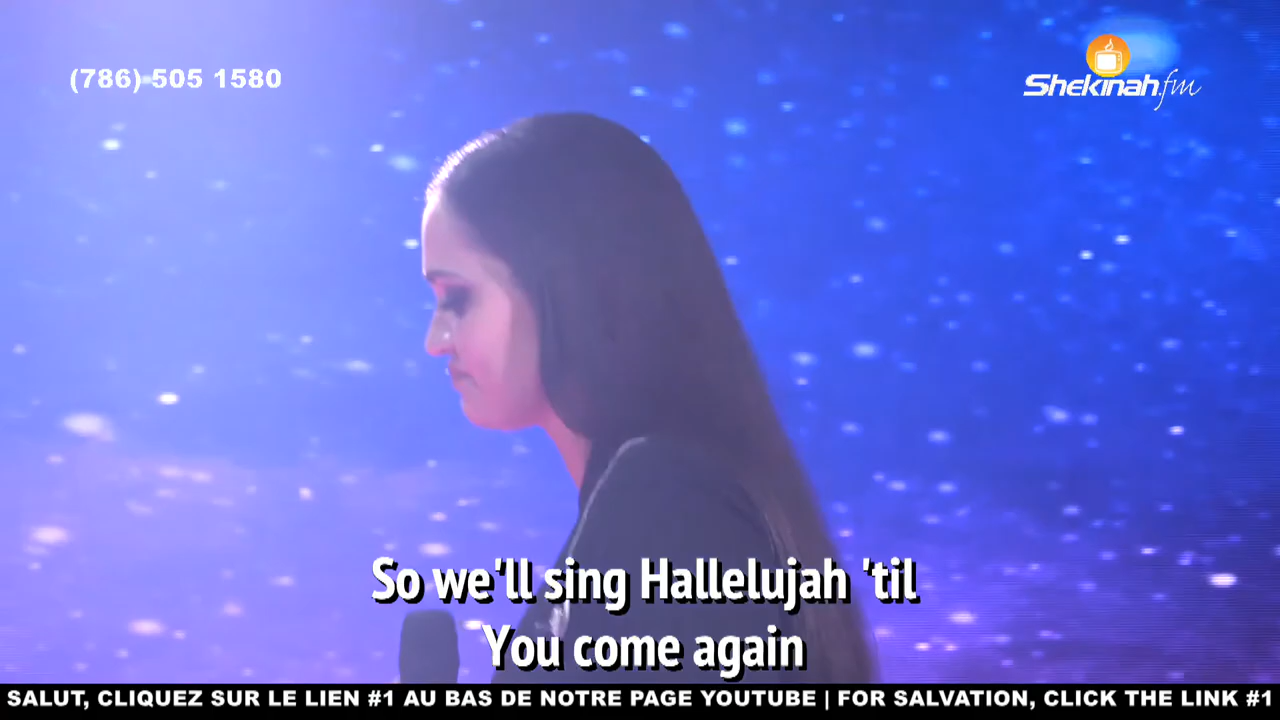 (786) 505 1580
Shekinah.fm
So we'll sing Hallelujah 'til
You come again
SALUT, CLIQUEZ SUR LE LIEN #1 AU BAS DE NOTRE PAGE YOUTUBE | FOR SALVATION, CLICK THE LINK #1